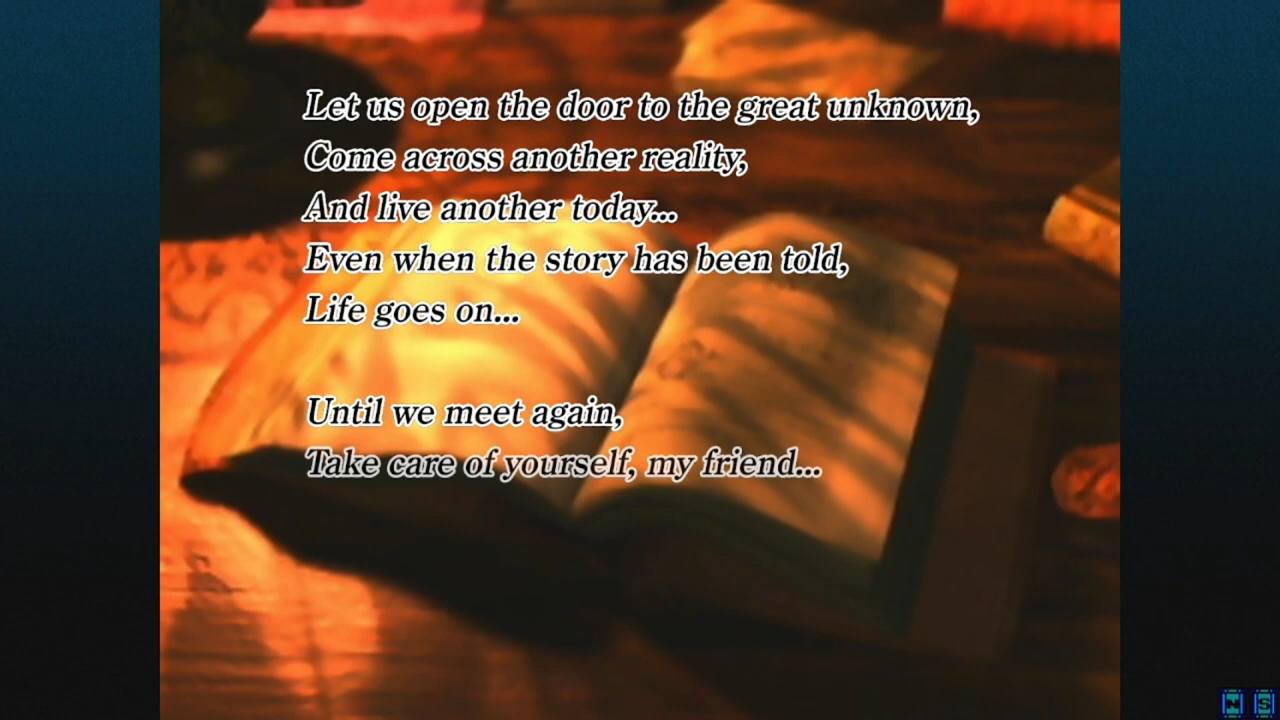 Let us open the door to the great unknown,
Come across another reality,
And live another today...
Even when the story has been told,
Life goes on...
Until we meet again,
Take care of yourself, my friend...
N S